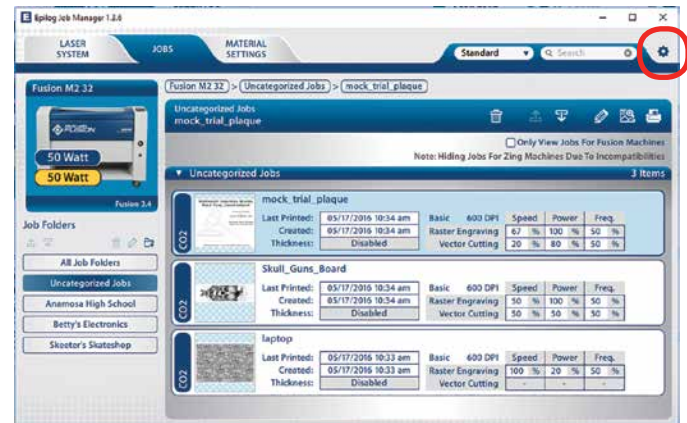 Epilog Job Manager 1.2.6
LASER SYSTEM
JOBS
MATERIAL SETTINGS
Standard
Search
Fusion M2 32
Fusion M2 32 > Uncategorized Jobs > mock_trial_plaque
Uncategorized Jobs
mock_trial_plaque
Only View Jobs For Fusion Machines
Note: Hiding Jobs For Zing Machines Due To Incompatibilities
50 Watt
50 Watt
Fusion 3.4
Uncategorized Jobs 3 Items
Job Folders
All Job Folders
Uncategorized Jobs
Anamosa High School
Betty's Electronics
Skeeter's Skateshop
CO2
mock_trial_plaque
Last Printed: 05/17/2016 10:34 am Basic 600 DPI Speed Power Freq.
Created: 05/17/2016 10:34 am Raster Engraving 67 % 100 % 50 %
Thickness: Disabled Vector Cutting 20 % 80 % 50 %
CO2
Skull_Guns_Board
Last Printed: 05/17/2016 10:34 am Basic 600 DPI Speed Power Freq.
Created: 05/17/2016 10:34 am Raster Engraving 50 % 100 % 50 %
Thickness: Disabled Vector Cutting 50 % 50 % 50 %
CO2
laptop
Last Printed: 05/17/2016 10:33 am Basic 600 DPI Speed Power Freq.
Created: 05/17/2016 10:33 am Raster Engraving 100 % 20 % 50 %
Thickness: Disabled Vector Cutting - - -